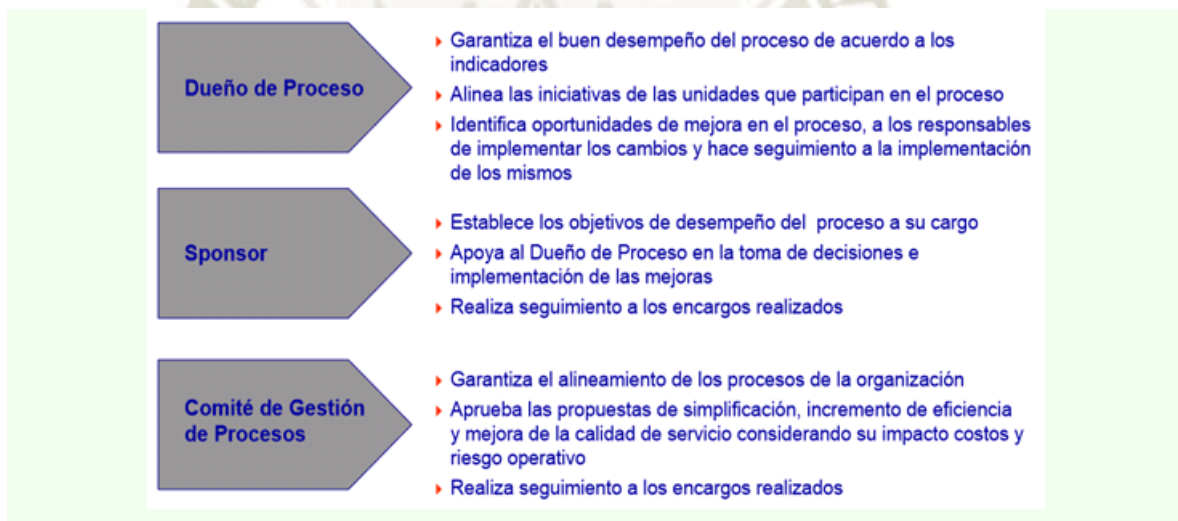 Dueño de Proceso
Garantiza el buen desempeño del proceso de acuerdo a los
indicadores
Alinea las iniciativas de las unidades que participan en el proceso
Identifica oportunidades de mejora en el proceso, a los responsables
de implementar los cambios y hace seguimiento a la implementación
de los mismos
Sponsor
Establece los objetivos de desempeño del proceso a su cargo
Apoya al Dueño de Proceso en la toma de decisiones e
implementación de las mejoras
Realiza seguimiento a los encargos realizados
Comité de Gestión
de Procesos
Garantiza el alineamiento de los procesos de la organización
Aprueba las propuestas de simplificación, incremento de eficiencia
y mejora de la calidad de servicio considerando su impacto costos y
riesgo operativo
Realiza seguimiento a los encargos realizados